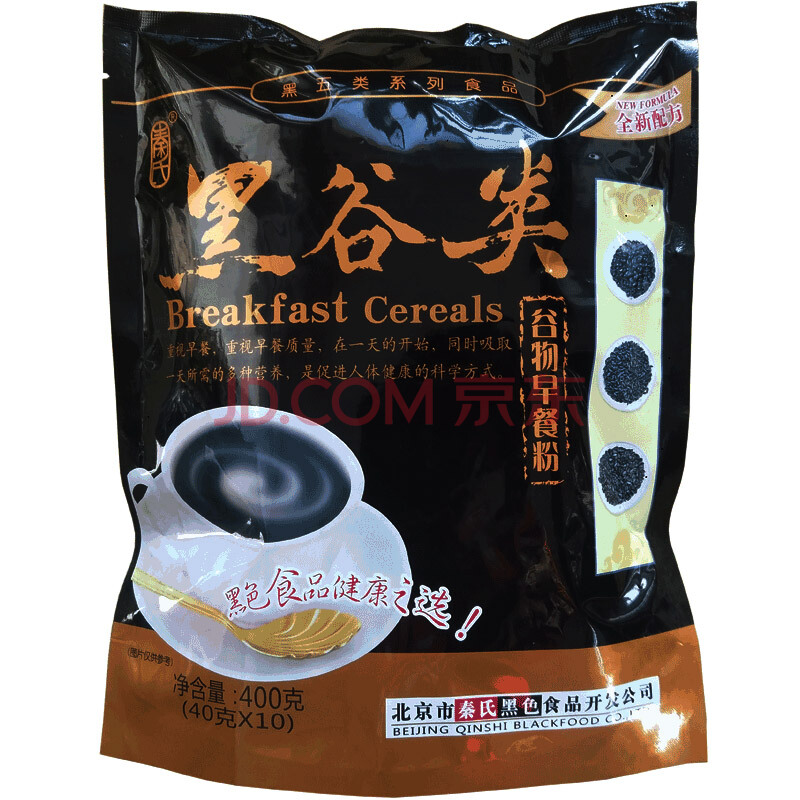 黑五类系列食品
NEW FORMULA
全新配方
秦氏®
黑谷类
Breakfast Cereals
谷物早餐粉
重视早餐，重视早餐质量，在一天的开始，同时吸取
一天所需的多种营养，是促进人体健康的科学方式。
JD.COM 京东
黑色食品健康之选！
(图片仅供参考)
净含量:400克
(40克X10)
北京市秦氏黑色食品开发公司
BEIJING QINSHI BLACKFOOD CO.,LTD